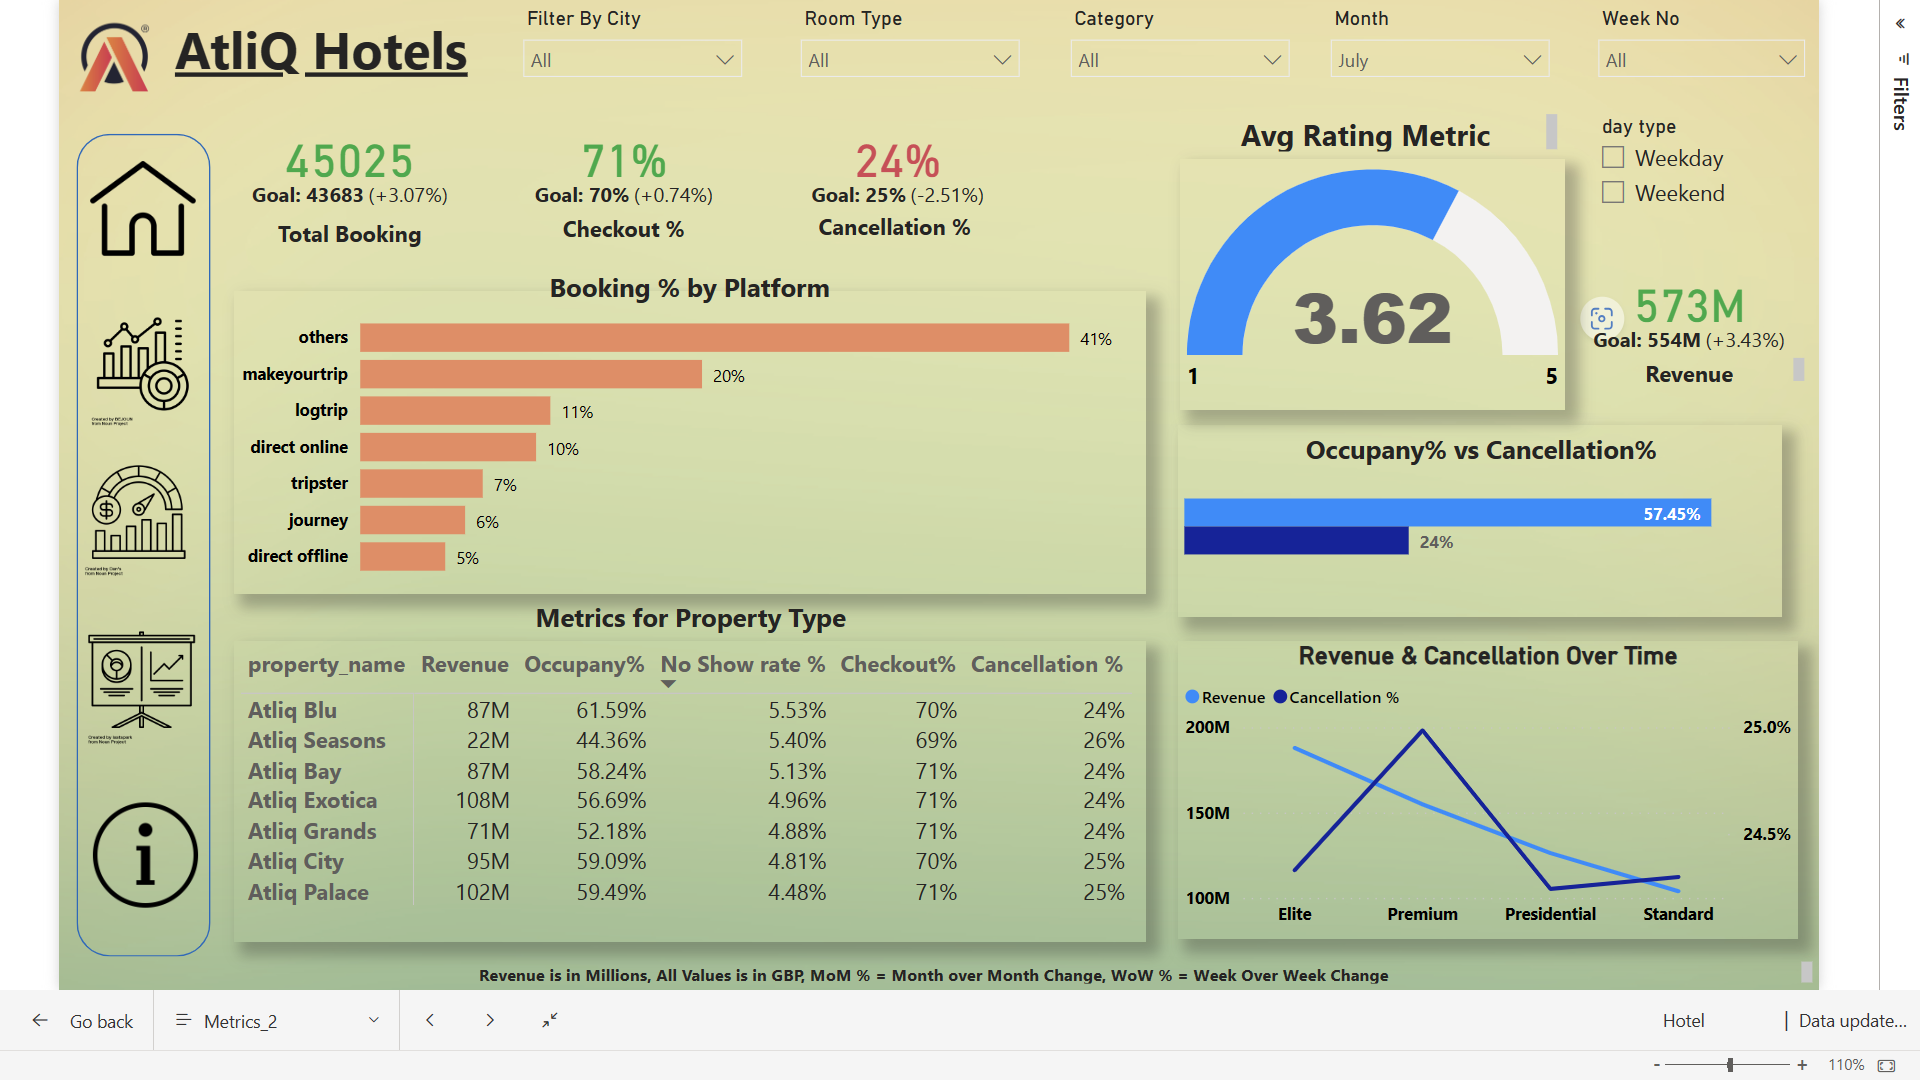 AtliQ Hotels
®
Filter By City
All
Room Type
All
Category
All
Month
July
Week No
All
Filters
45025
Goal: 43683 (+3.07%)
Total Booking
71%
Goal: 70% (+0.74%)
Checkout %
24%
Goal: 25% (-2.51%)
Cancellation %
Avg Rating Metric
3.62
1
5
day type
Weekday
Weekend
573M
Goal: 554M (+3.43%)
Revenue
Booking % by Platform
others 41%
makeyourtrip 20%
logtrip 11%
direct online 10%
tripster 7%
journey 6%
direct offline 5%
Occupany% vs Cancellation%
57.45%
24%
Metrics for Property Type
property_name Revenue Occupany% No Show rate % Checkout% Cancellation %
Atliq Blu 87M 61.59% 5.53% 70% 24%
Atliq Seasons 22M 44.36% 5.40% 69% 26%
Atliq Bay 87M 58.24% 5.13% 71% 24%
Atliq Exotica 108M 56.69% 4.96% 71% 24%
Atliq Grands 71M 52.18% 4.88% 71% 24%
Atliq City 95M 59.09% 4.81% 70% 25%
Atliq Palace 102M 59.49% 4.48% 71% 25%
Revenue & Cancellation Over Time
Revenue Cancellation %
200M 25.0%
150M
24.5%
100M
Elite Premium Presidential Standard
Revenue is in Millions, All Values is in GBP, MoM % = Month over Month Change, WoW % = Week Over Week Change
Go back
Metrics_2
Hotel | Data update...
- + 110%